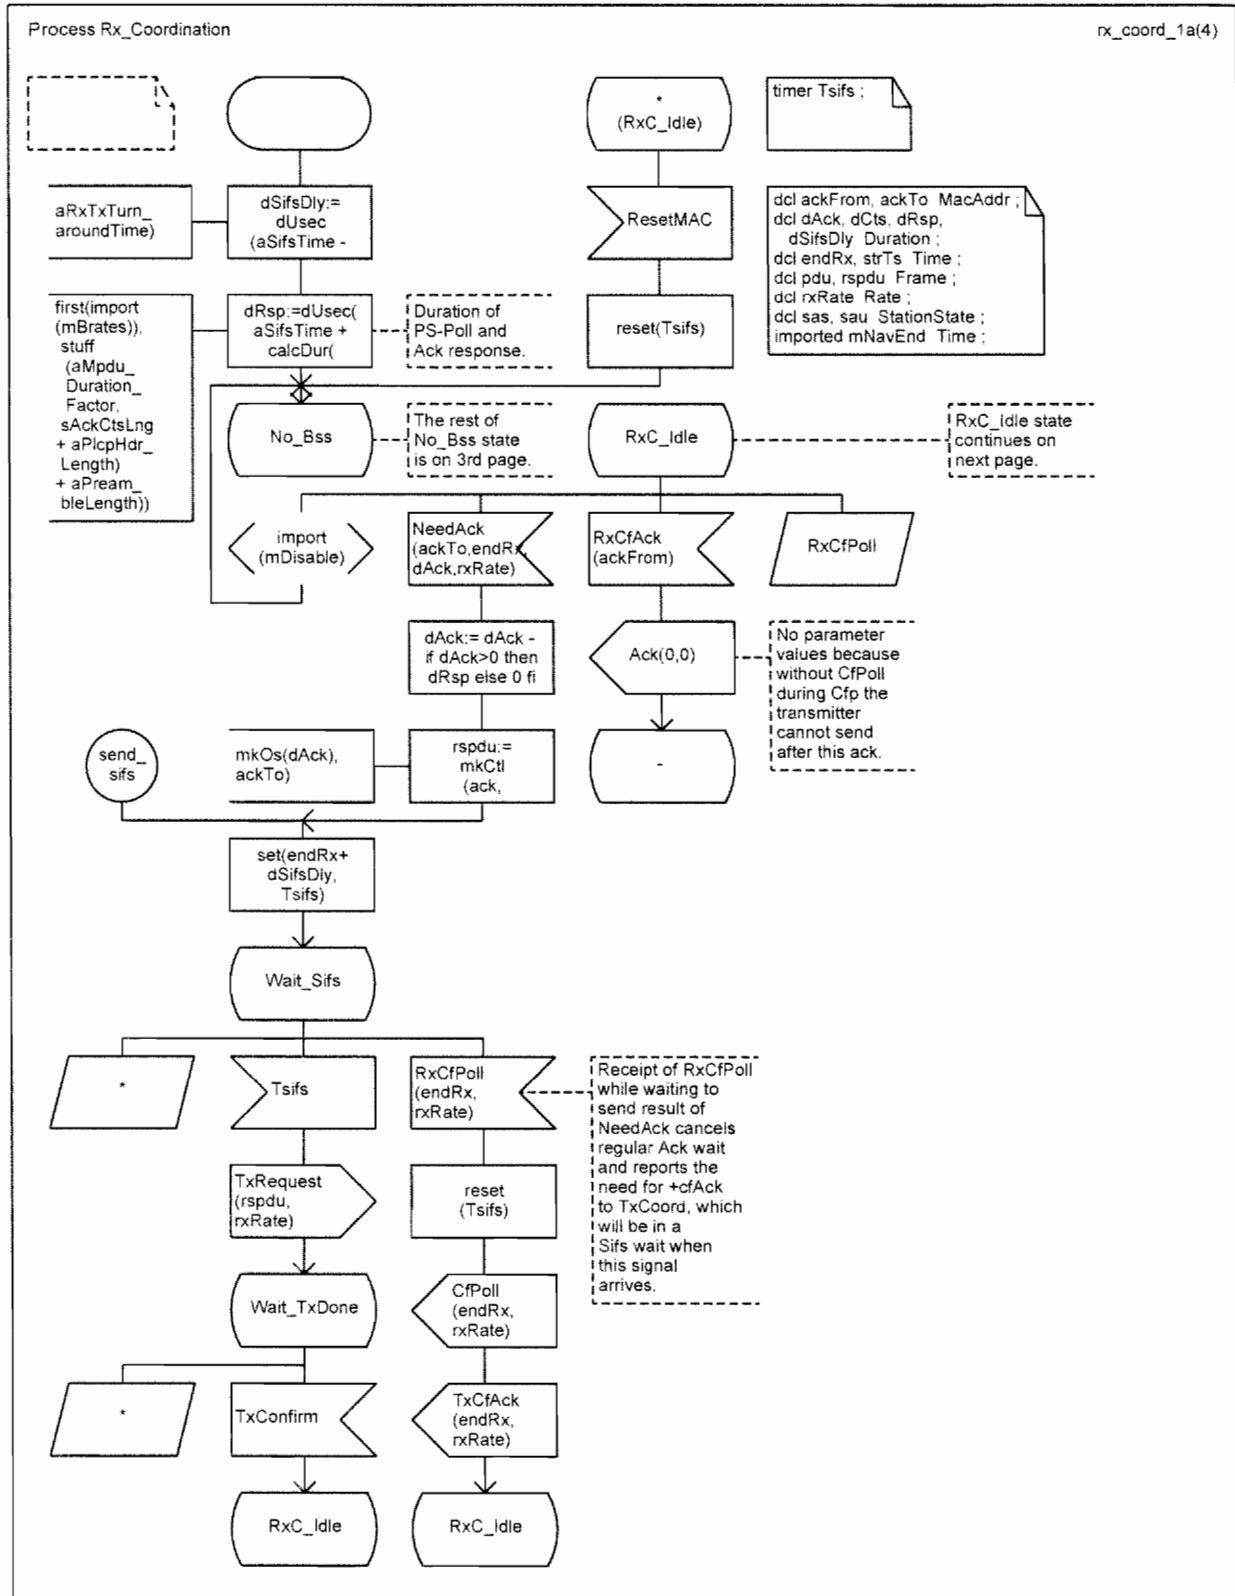 Process Rx_Coordination
rx_coord_1a(4)
*
(RxC_Idle)
timer Tsifs ;
aRxTxTurn_
aroundTime)
dSifsDly:=
dUsec
(aSifsTime -
ResetMAC
dcl ackFrom, ackTo MacAddr ;
dcl dAck, dCts, dRsp,
dSifsDly Duration ;
dcl endRx, strTs Time ;
dcl pdu, rspdu Frame ;
dcl rxRate Rate ;
dcl sas, sau StationState ;
imported mNavEnd Time ;
first(import
(mBrates)),
stuff
(aMpdu_
Duration_
Factor,
sAckCtsLng
+ aPlcpHdr_
Length)
+ aPream_
bleLength))
dRsp:=dUsec(
aSifsTime +
calcDur(
Duration of
PS-Poll and
Ack response.
reset(Tsifs)
No_Bss
The rest of
No_Bss state
is on 3rd page.
RxC_Idle
RxC_Idle state
continues on
next page.
import
(mDisable)
NeedAck
(ackTo,endRx,
dAck,rxRate)
RxCfAck
(ackFrom)
RxCfPoll
dAck:= dAck -
if dAck>0 then
dRsp else 0 fi
Ack(0,0)
No parameter
values because
without CfPoll
during Cfp the
transmitter
cannot send
after this ack.
send_
sifs
mkOs(dAck),
ackTo)
rspdu:=
mkCtl
(ack,
-
set(endRx+
dSifsDly,
Tsifs)
Wait_Sifs
*
Tsifs
RxCfPoll
(endRx,
rxRate)
Receipt of RxCfPoll
while waiting to
send result of
NeedAck cancels
regular Ack wait
and reports the
need for +cfAck
to TxCoord, which
will be in a
Sifs wait when
this signal
arrives.
TxRequest
(rspdu,
rxRate)
reset
(Tsifs)
Wait_TxDone
CfPoll
(endRx,
rxRate)
*
TxConfirm
TxCfAck
(endRx,
rxRate)
RxC_Idle
RxC_Idle